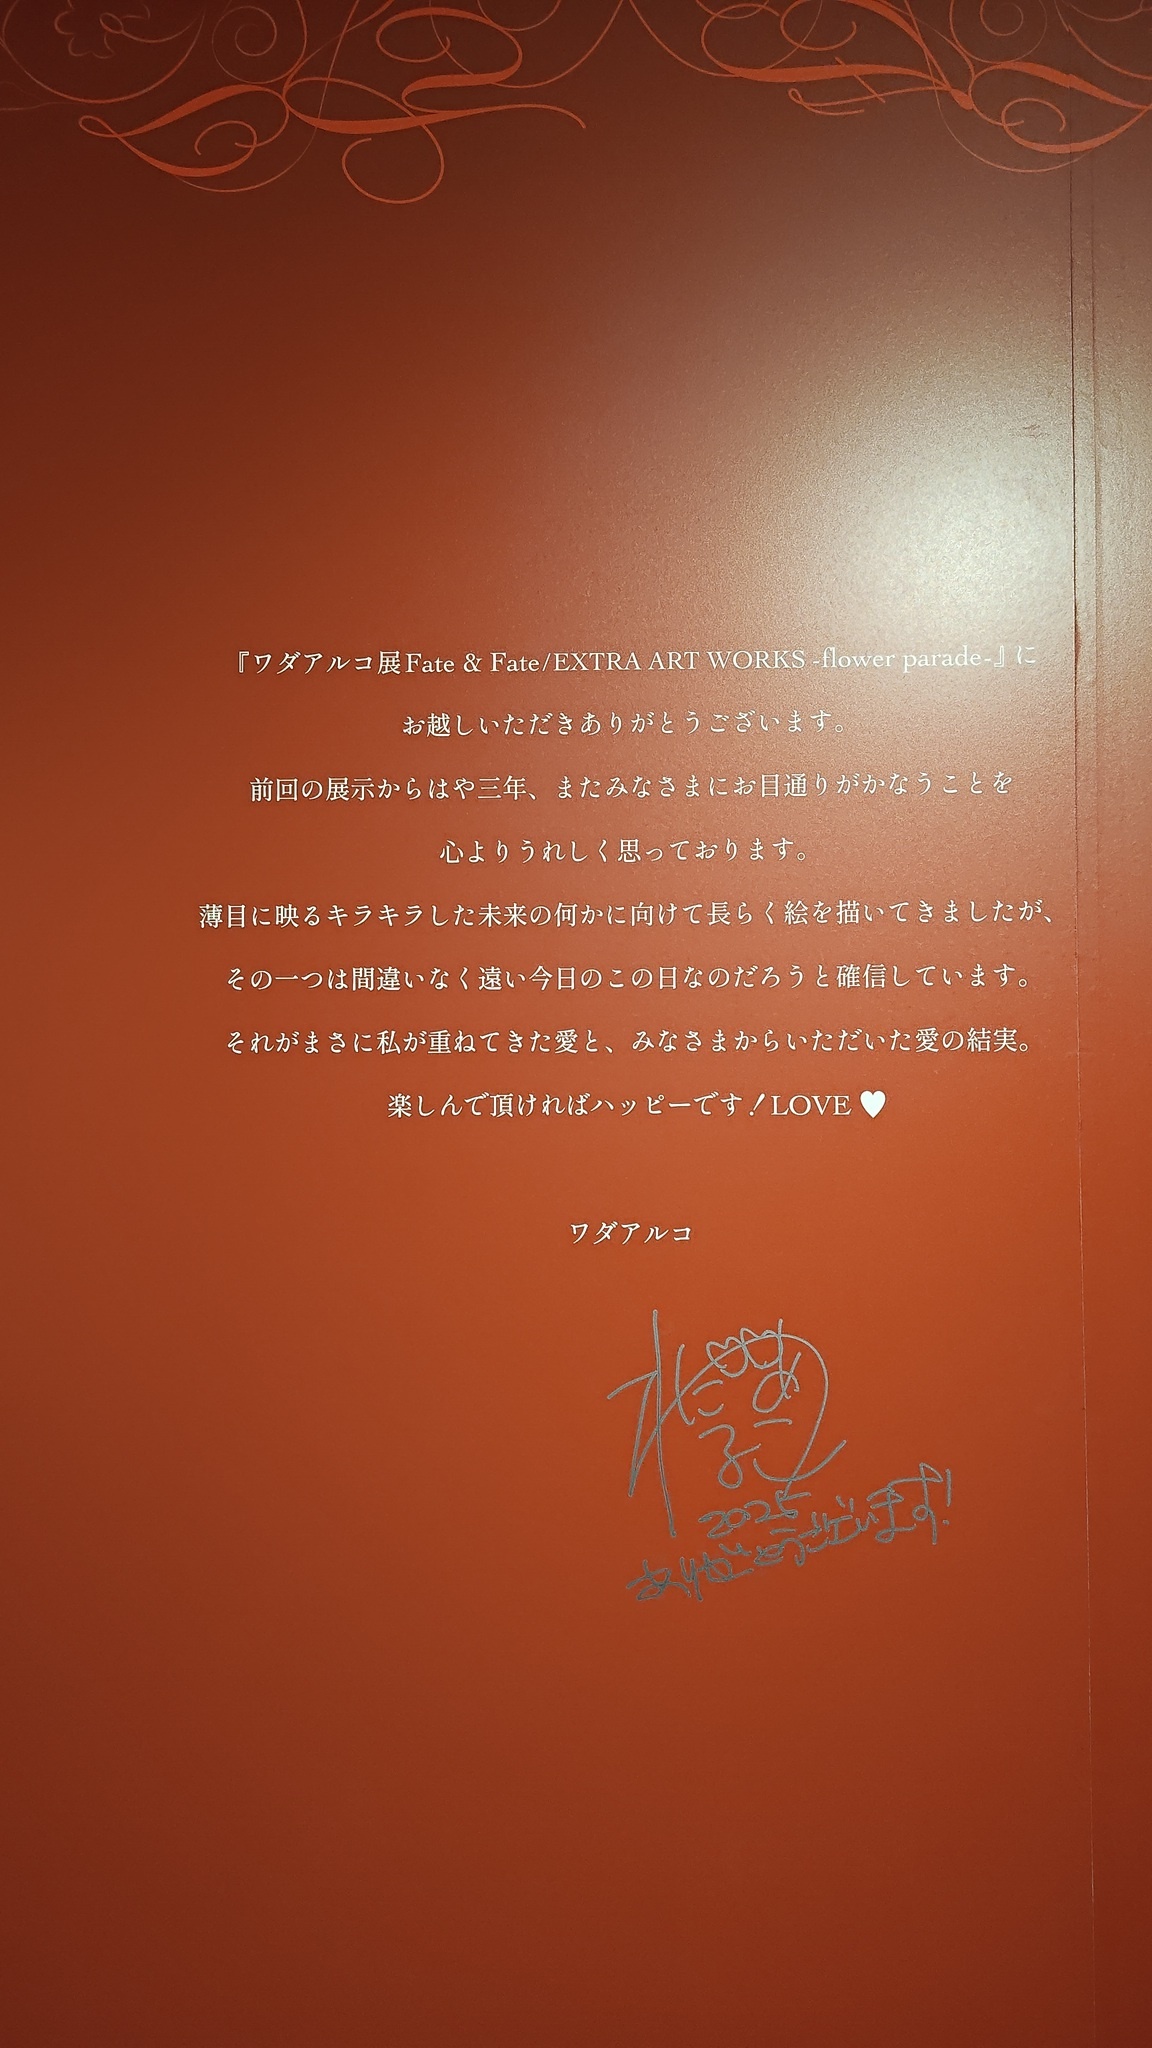 『ワダアルコ展Fate & Fate/EXTRA ART WORKS -flower parade-』に
お越しいただきありがとうございます。
前回の展示からはや三年、またみなさまにお目通りがかなうことを
心よりうれしく思っております。
薄目に映るキラキラした未来の何かに向けて長らく絵を描いてきましたが、
その一つは間違いなく遠い今日のこの日なのだろうと確信しています。
それがまさに私が重ねてきた愛と、みなさまからいただいた愛の結実。
楽しんで頂ければハッピーです！LOVE ♥
ワダアルコ
2025
ありがとうございます!